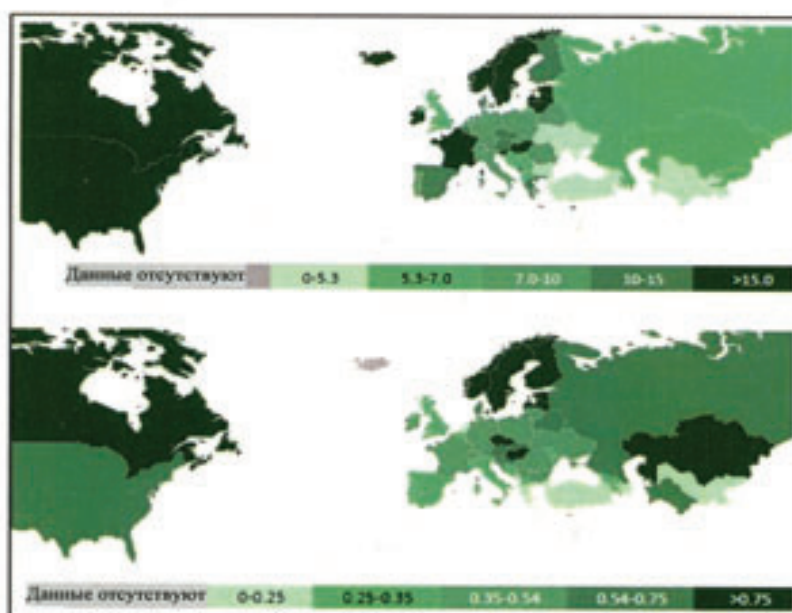 Данные отсутствуют 0-5.3 5.3-7.0 7.0-10 10-15 >15.0
Данные отсутствуют 0-0.25 0.25-0.35 0.35-0.54 0.54-0.75 >0.75